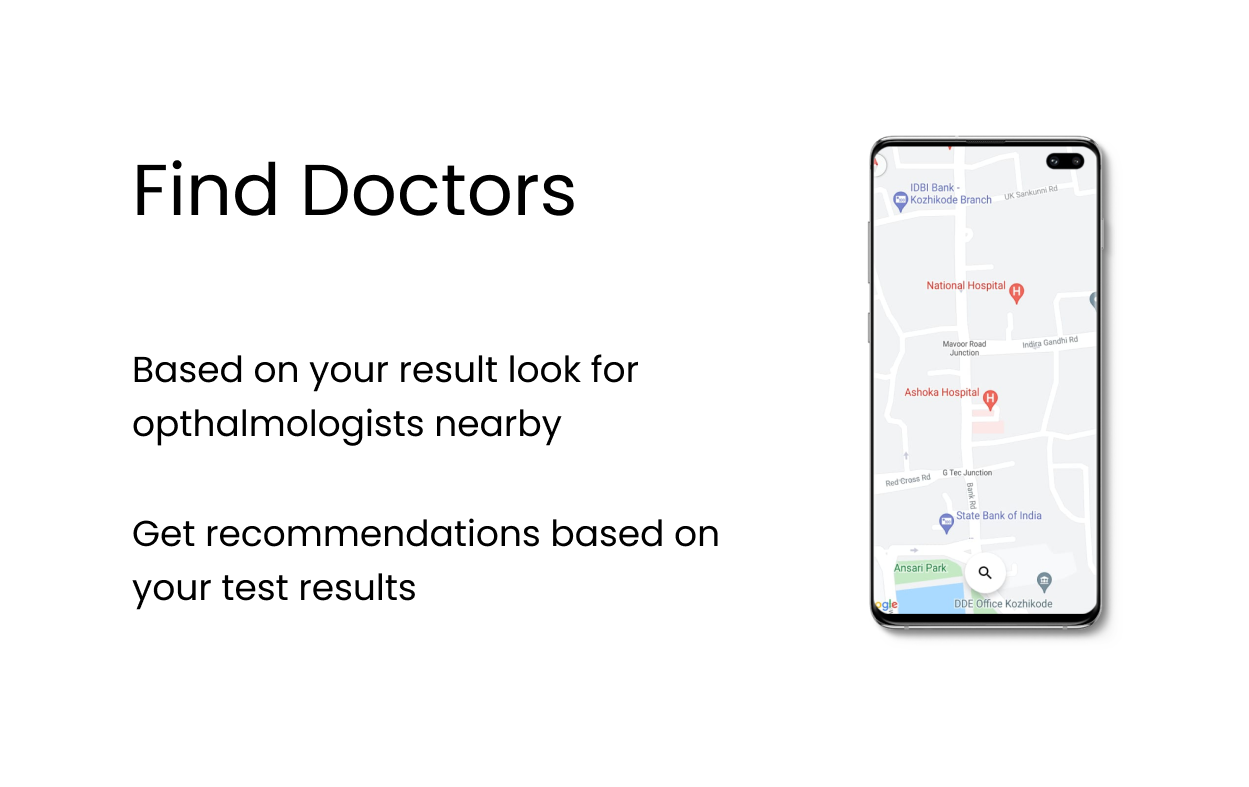 Find Doctors
Based on your result look for
opthalmologists nearby
Get recommendations based on
your test results
IDBI Bank -
Kozhikode Branch
UK Sankunni Rd
National Hospital
Mavoor Road
Junction
Indira Gandhi Rd
Ashoka Hospital
G Tec Junction
Red Cross Rd
Bank Rd
State Bank of India
Ansari Park
DDE Office Kozhikode
ogle